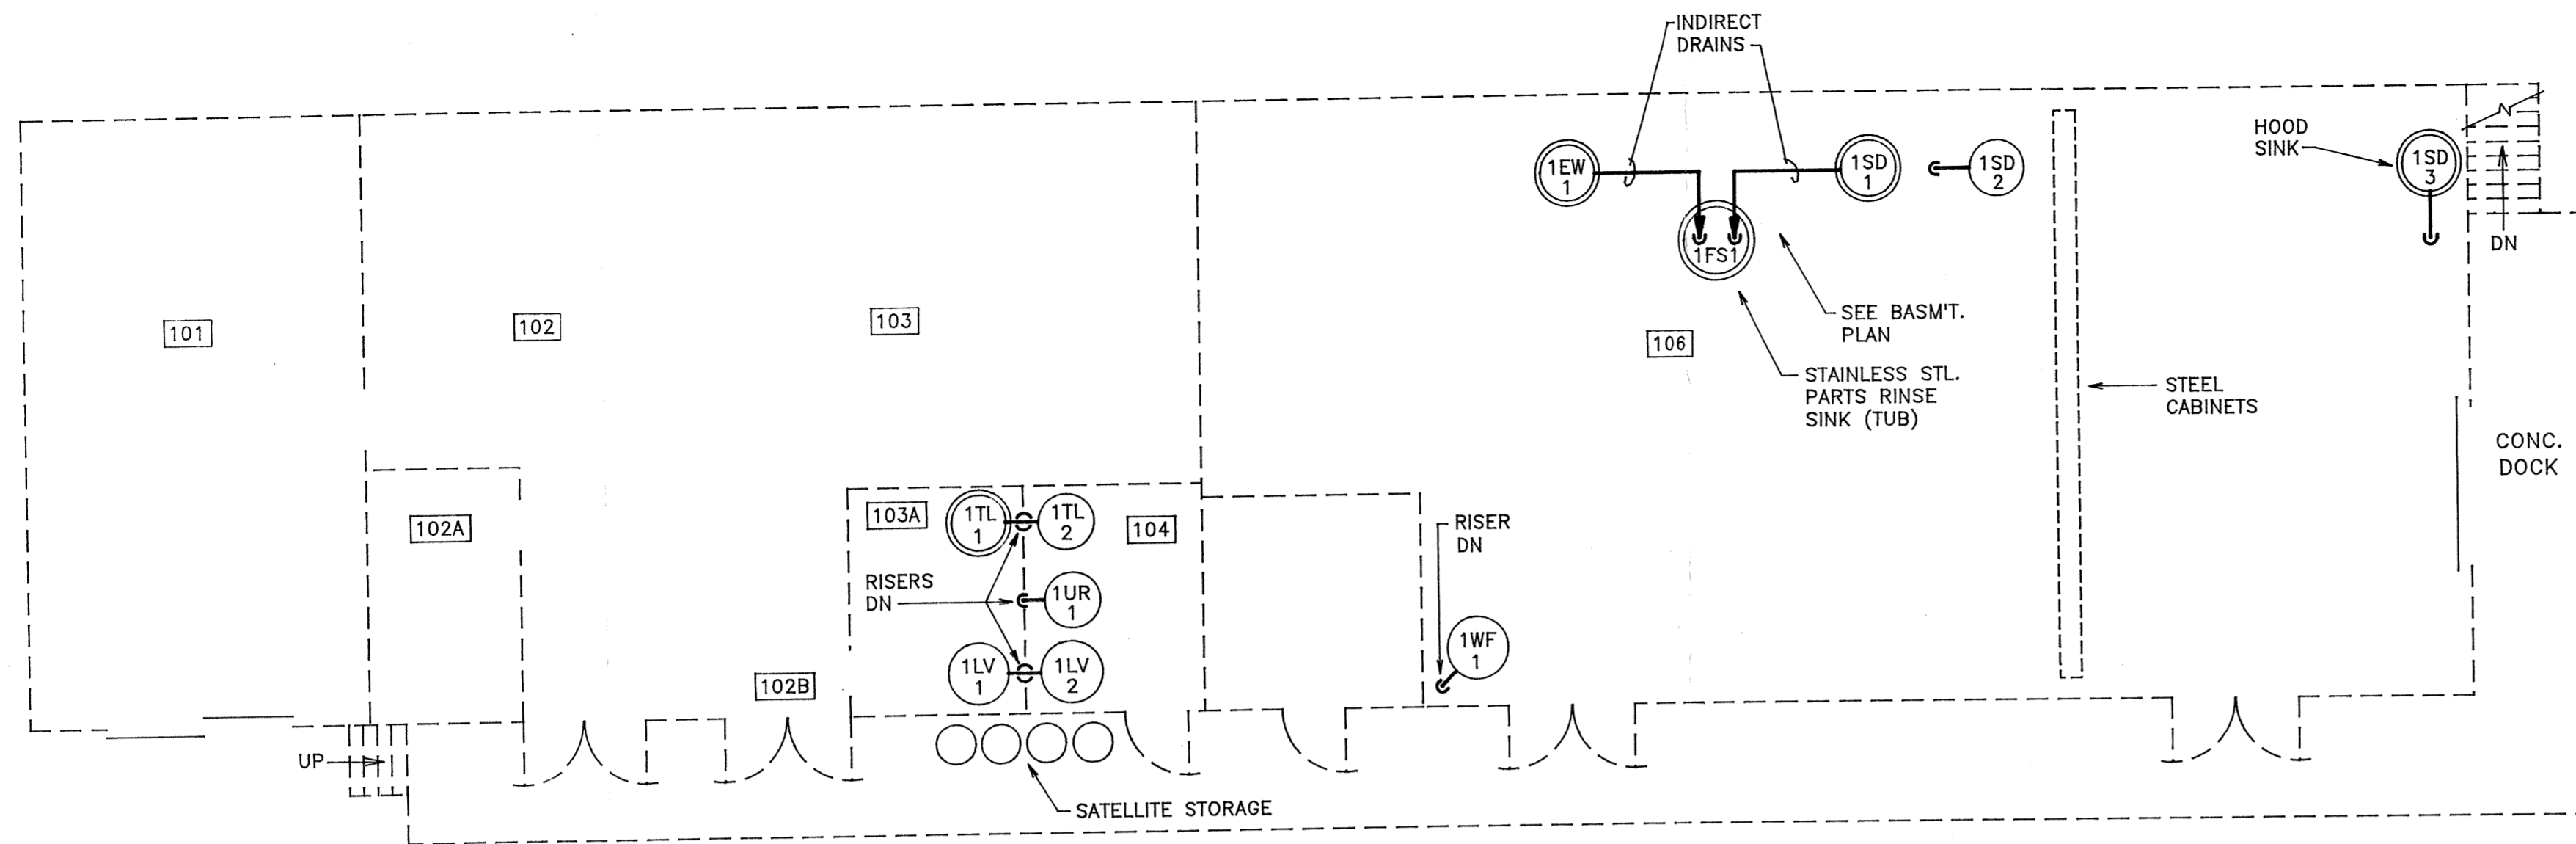 INDIRECT
DRAINS
HOOD
SINK
1EW
1
1SD
1
1SD
2
1SD
3
1FS1
DN
SEE BASM'T.
PLAN
STAINLESS STL.
PARTS RINSE
SINK (TUB)
STEEL
CABINETS
CONC.
DOCK
101
102
103
106
102A
103A
104
1TL
1
1TL
2
RISER
DN
RISERS
DN
1UR
1
1WF
1
1LV
1
1LV
2
102B
UP
SATELLITE STORAGE
N